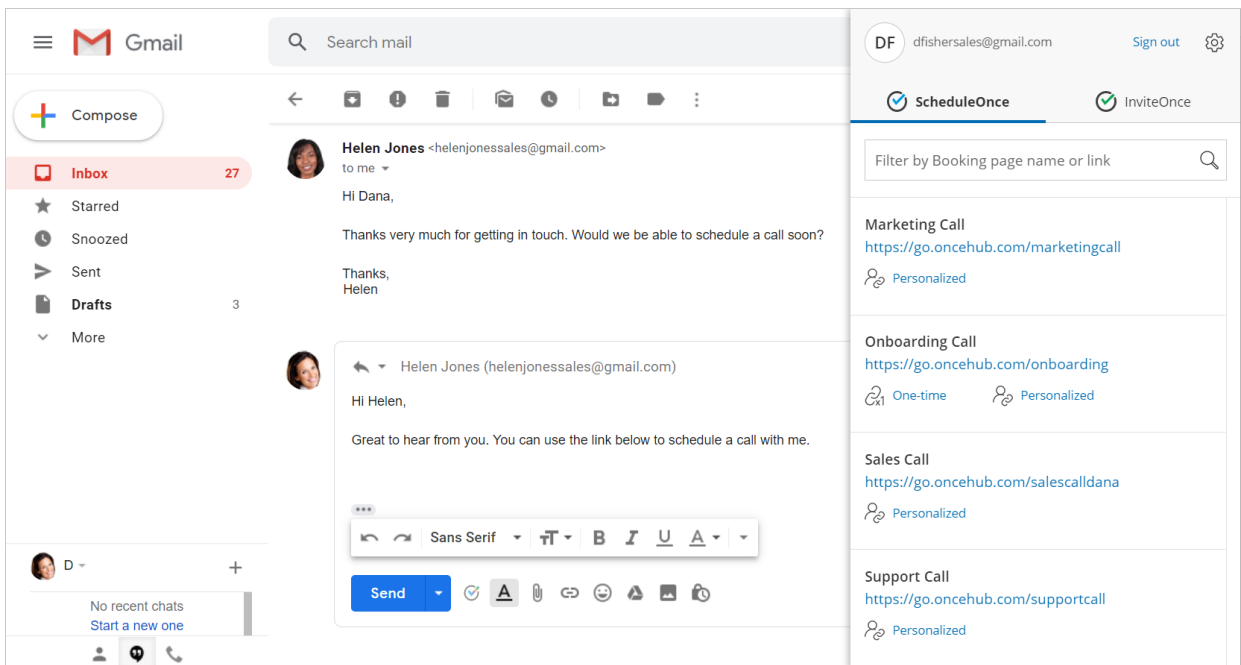 Gmail
Compose
Inbox 27
Starred
Snoozed
Sent
Drafts 3
More
D
No recent chats
Start a new one
Search mail
Helen Jones <helenjonessales@gmail.com>
to me
Hi Dana,
Thanks very much for getting in touch. Would we be able to schedule a call soon?
Thanks,
Helen
Helen Jones (helenjonessales@gmail.com)
Hi Helen,
Great to hear from you. You can use the link below to schedule a call with me.
Sans Serif TT B I U A
Send A
DF dfishersales@gmail.com Sign out
ScheduleOnce InviteOnce
Filter by Booking page name or link
Marketing Call
https://go.oncehub.com/marketingcall
Personalized
Onboarding Call
https://go.oncehub.com/onboarding
x1 One-time Personalized
Sales Call
https://go.oncehub.com/salescalldana
Personalized
Support Call
https://go.oncehub.com/supportcall
Personalized